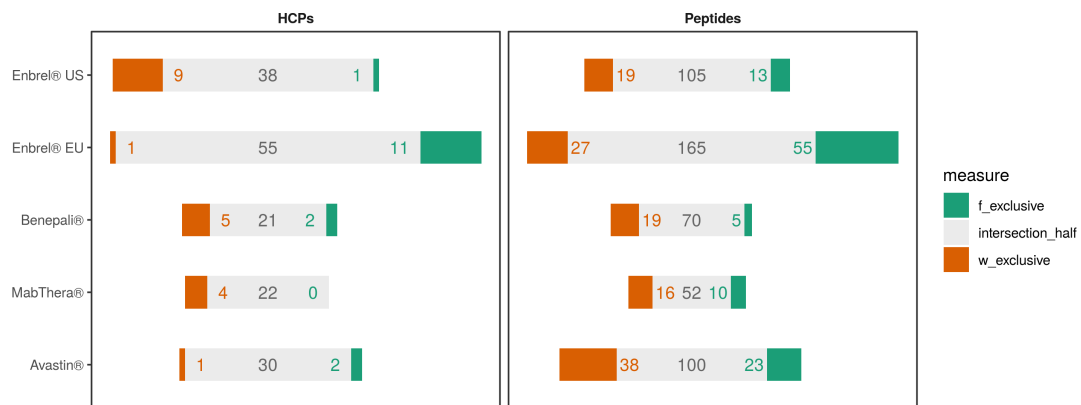 HCPs Peptides
Enbrel® US 9 38 1 19 105 13
Enbrel® EU 1 55 11 27 165 55
Benepali® 5 21 2 19 70 5
MabThera® 4 22 0 16 52 10
Avastin® 1 30 2 38 100 23
measure
f_exclusive
intersection_half
w_exclusive